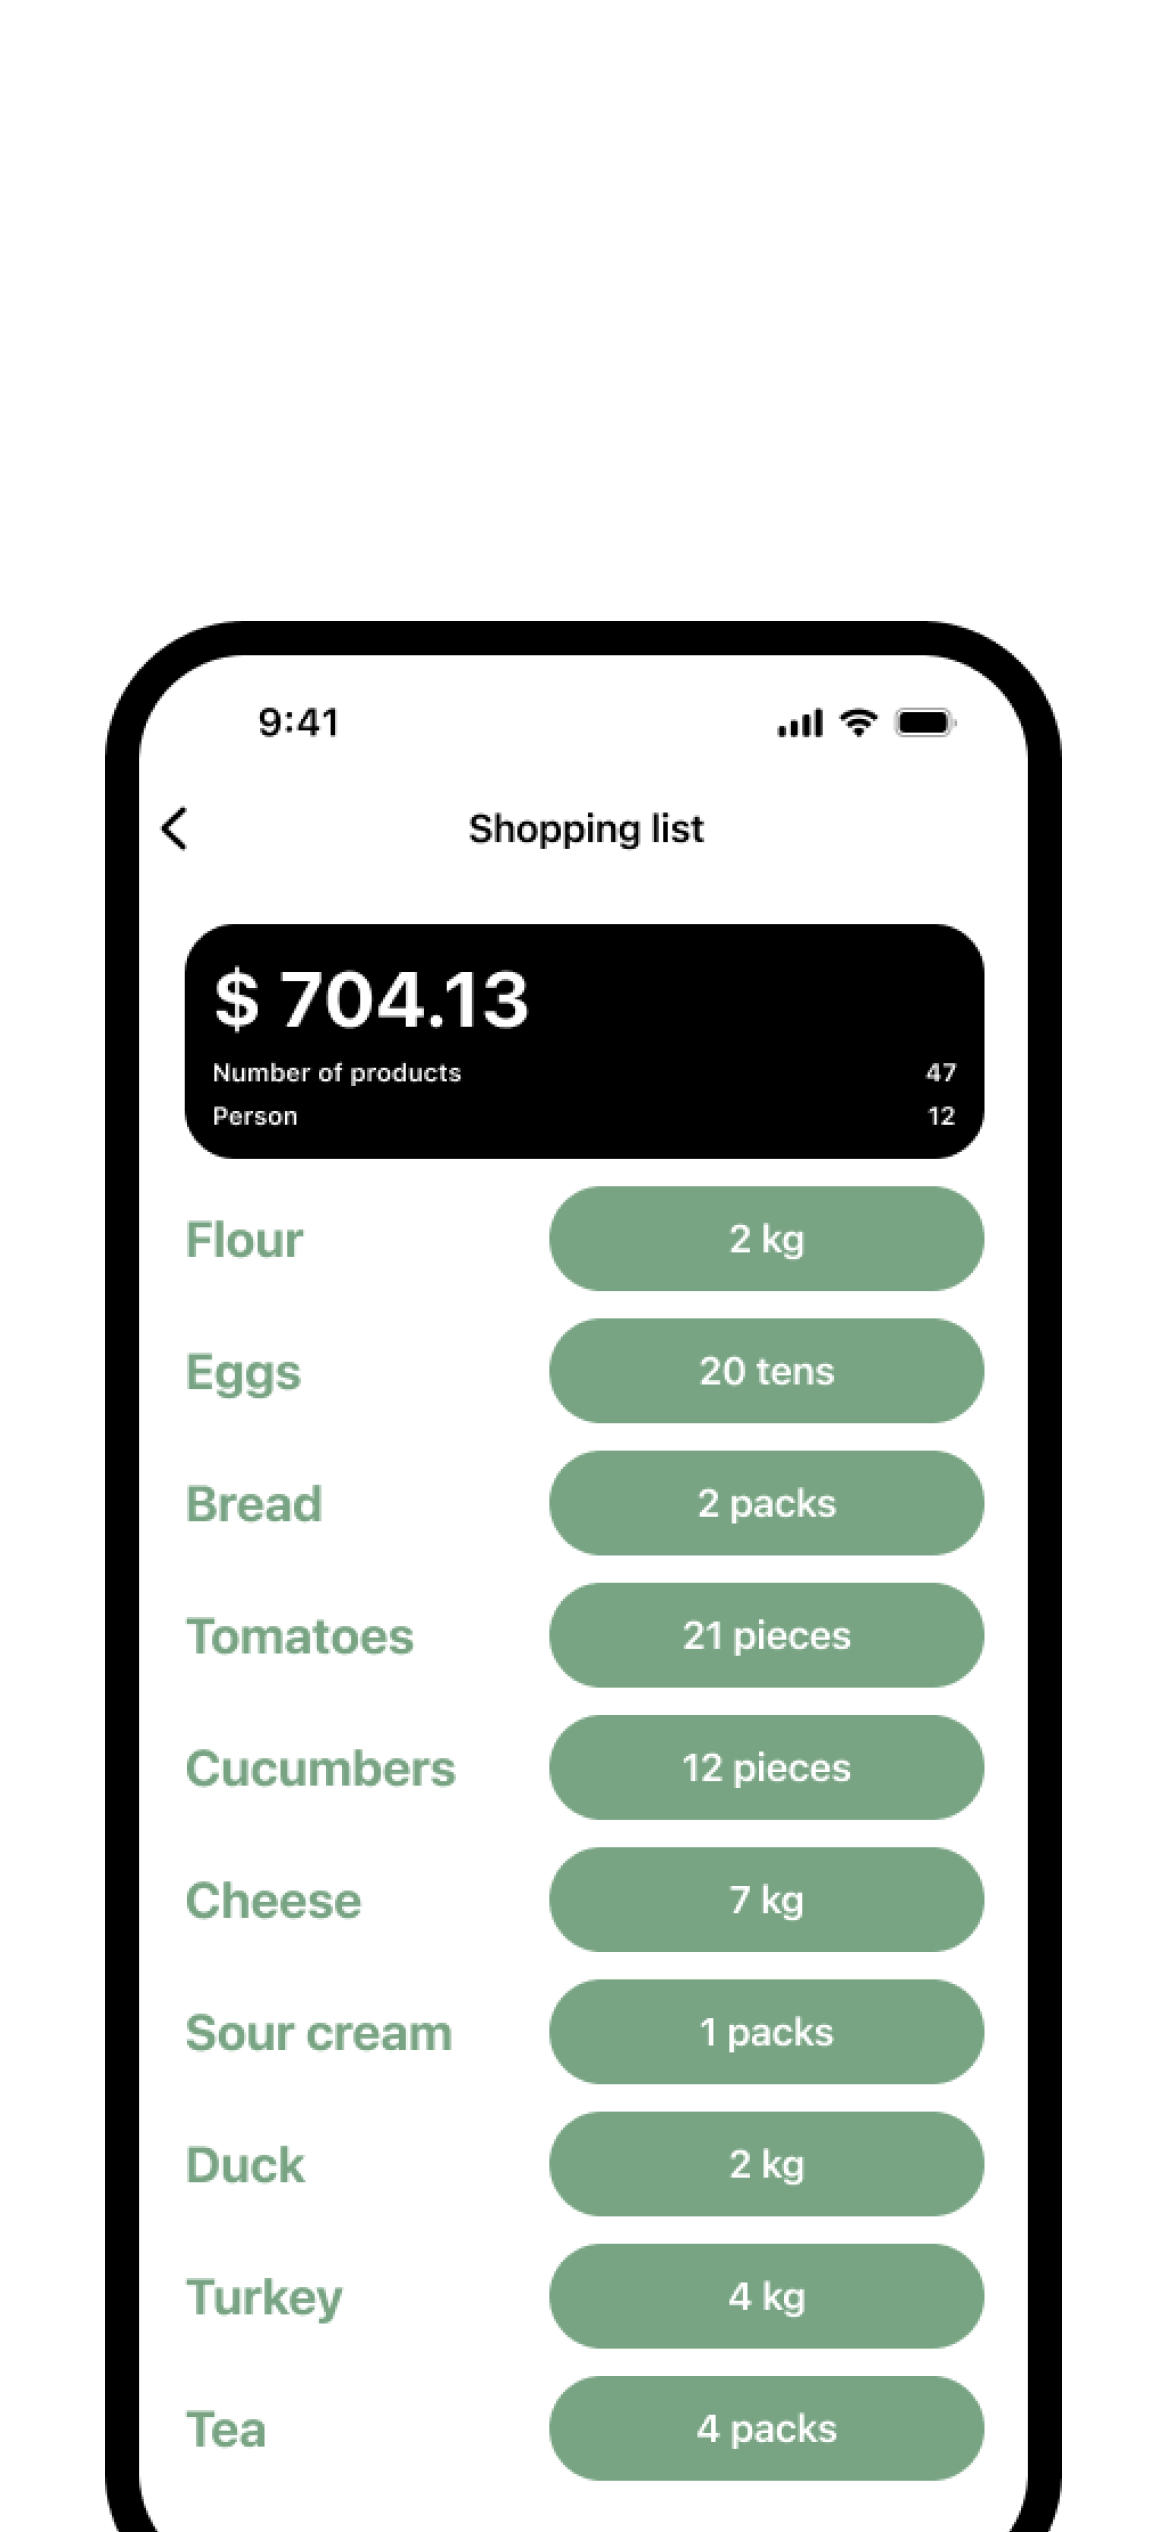 9:41
Shopping list
$ 704.13
Number of products 47
Person 12
Flour 2 kg
Eggs 20 tens
Bread 2 packs
Tomatoes 21 pieces
Cucumbers 12 pieces
Cheese 7 kg
Sour cream 1 packs
Duck 2 kg
Turkey 4 kg
Tea 4 packs